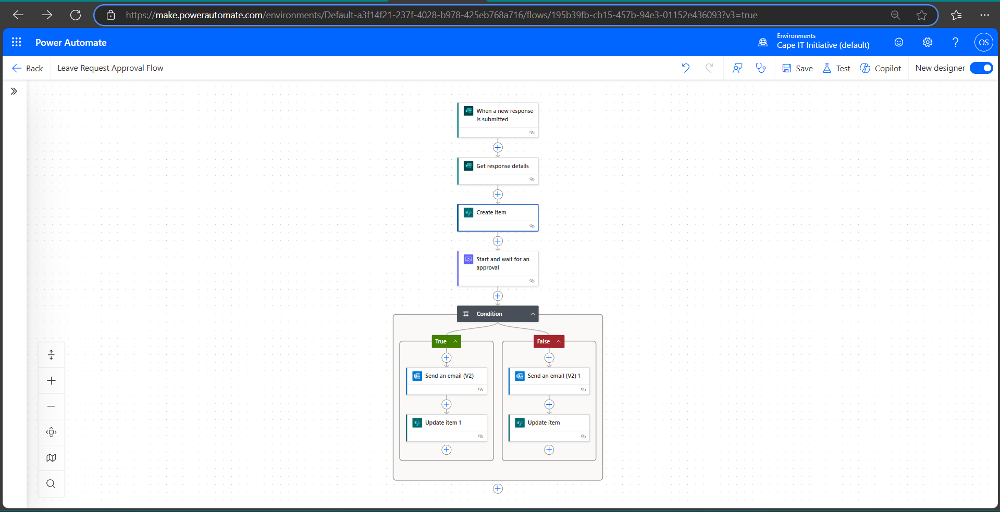 https://make.powerautomate.com/environments/Default-a3f14f21-237f-4028-b978-425eb768a716/flows/195b39fb-cb15-457b-94e3-01152e436093?v3=true
Power Automate
Environments
Cape IT Initiative (default)
OS
Back
Leave Request Approval Flow
Save
Test
Copilot
New designer
When a new response
is submitted
Get response details
Create item
Start and wait for an
approval
Condition
True
False
Send an email (V2)
Send an email (V2) 1
Update item 1
Update item